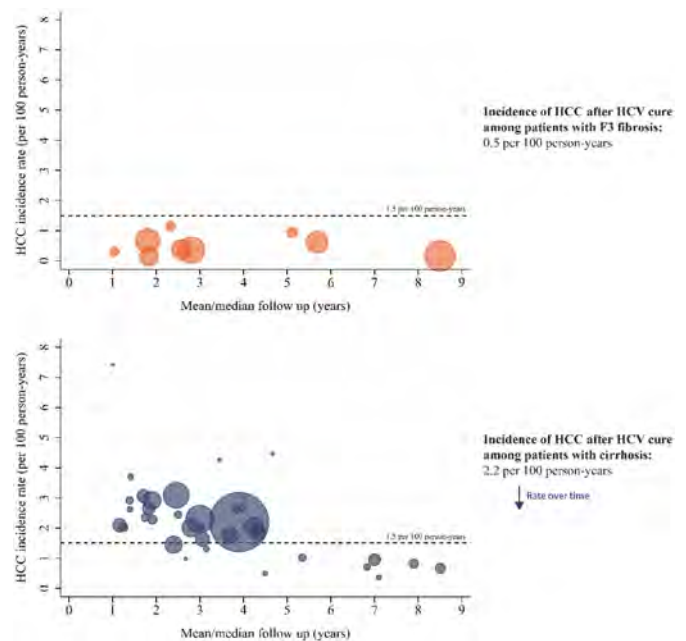 8
7
6
5
4
3
2
1
0
HCC incidence rate (per 100 person-years)
1.5 per 100 person-years
0 1 2 3 4 5 6 7 8 9
Mean/median follow up (years)
Incidence of HCC after HCV cure
among patients with F3 fibrosis:
0.5 per 100 person-years
8
7
6
5
4
3
2
1
0
HCC incidence rate (per 100 person-years)
1.5 per 100 person-years
0 1 2 3 4 5 6 7 8 9
Mean/median follow up (years)
Incidence of HCC after HCV cure
among patients with cirrhosis:
2.2 per 100 person-years
Rate over time